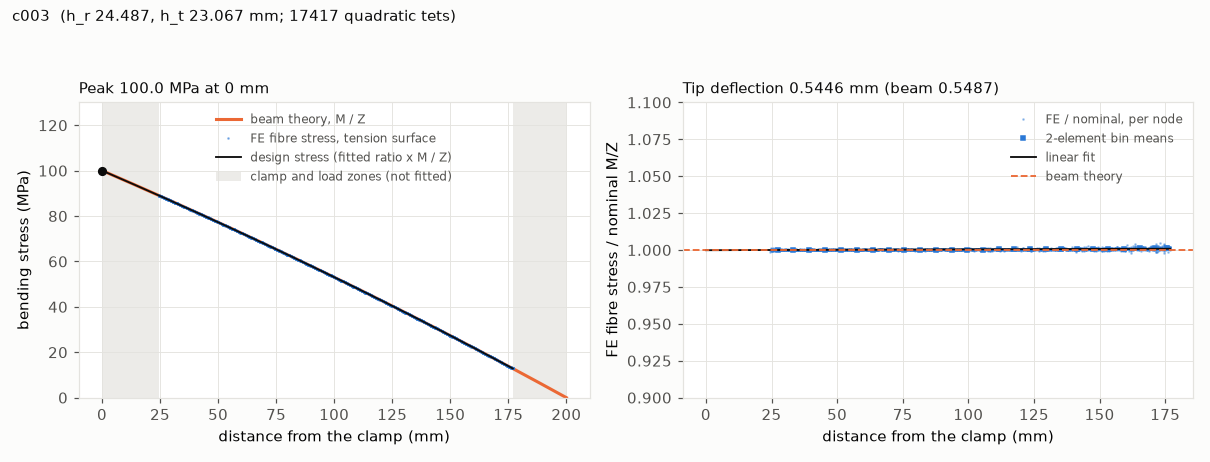 c003  (h_r 24.487, h_t 23.067 mm; 17417 quadratic tets)
Peak 100.0 MPa at 0 mm
beam theory, M / Z
FE fibre stress, tension surface
design stress (fitted ratio x M / Z)
clamp and load zones (not fitted)
bending stress (MPa)
120
100
80
60
40
20
0
0 25 50 75 100 125 150 175 200
distance from the clamp (mm)
Tip deflection 0.5446 mm (beam 0.5487)
FE / nominal, per node
2-element bin means
linear fit
beam theory
FE fibre stress / nominal M/Z
1.100
1.075
1.050
1.025
1.000
0.975
0.950
0.925
0.900
0 25 50 75 100 125 150 175
distance from the clamp (mm)